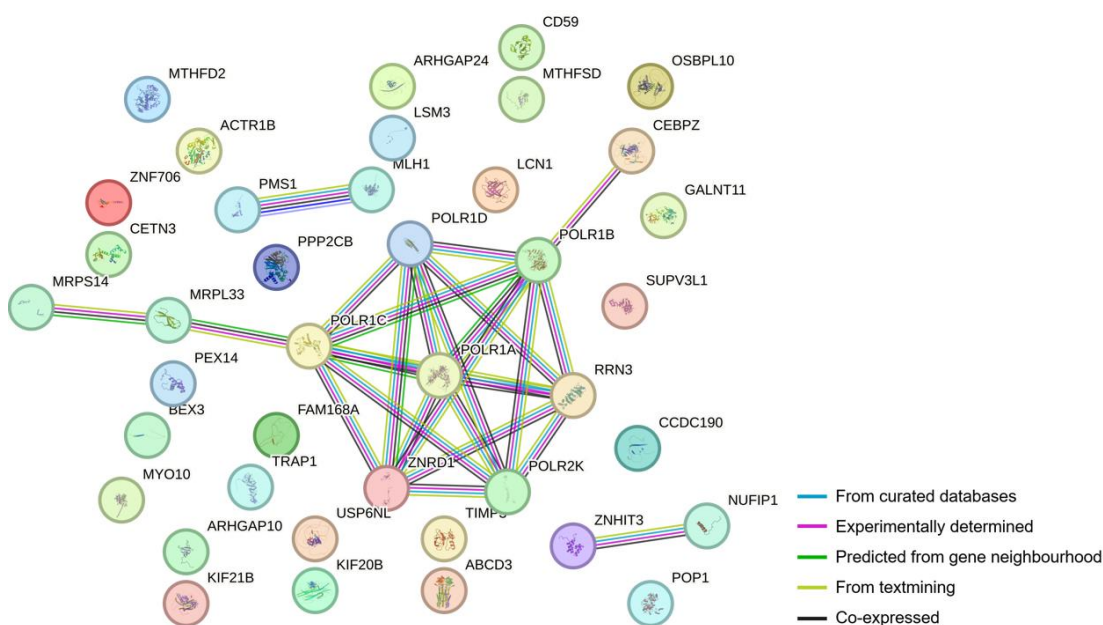 CD59
MTHFD2
ARHGAP24
MTHFSD
OSBPL10
ACTR1B
LSM3
CEBPZ
ZNF706
PMS1
MLH1
LCN1
GALNT11
CETN3
PPP2CB
POLR1D
POLR1B
MRPS14
MRPL33
SUPV3L1
POLR1C
PEX14
POLR1A
RRN3
BEX3
FAM168A
CCDC190
TRAP1
ZNRD1
POLR2K
MYO10
NUFIP1
From curated databases
ARHGAP10
USP6NL
TIMP3
ZNHIT3
Experimentally determined
KIF21B
KIF20B
ABCD3
POP1
Predicted from gene neighbourhood
From textmining
Co-expressed